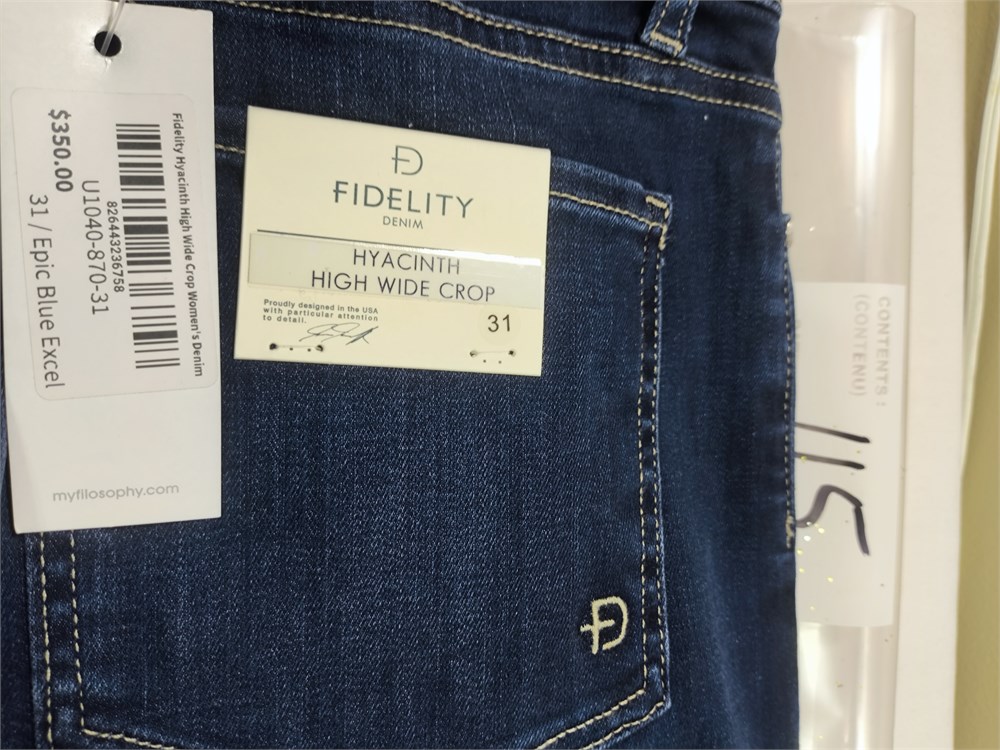 Fidelity Hyacinth High Wide Crop Women's Denim
826443236758
U1040-870-31
$350.00
31 / Epic Blue Excel
myfilosophy.com
FD
FIDELITY
DENIM
HYACINTH
HIGH WIDE CROP
Proudly designed in the USA
with particular attention
to detail.
31
FD
CONTENTS :
(CONTENU)
115